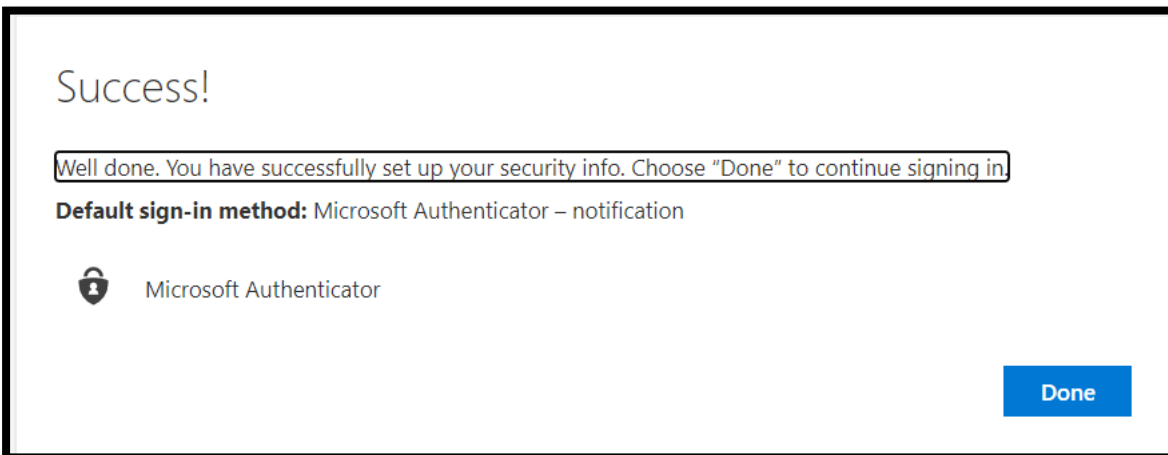 Success!
Well done. You have successfully set up your security info. Choose “Done” to continue signing in.
Default sign-in method: Microsoft Authenticator – notification
Microsoft Authenticator
Done